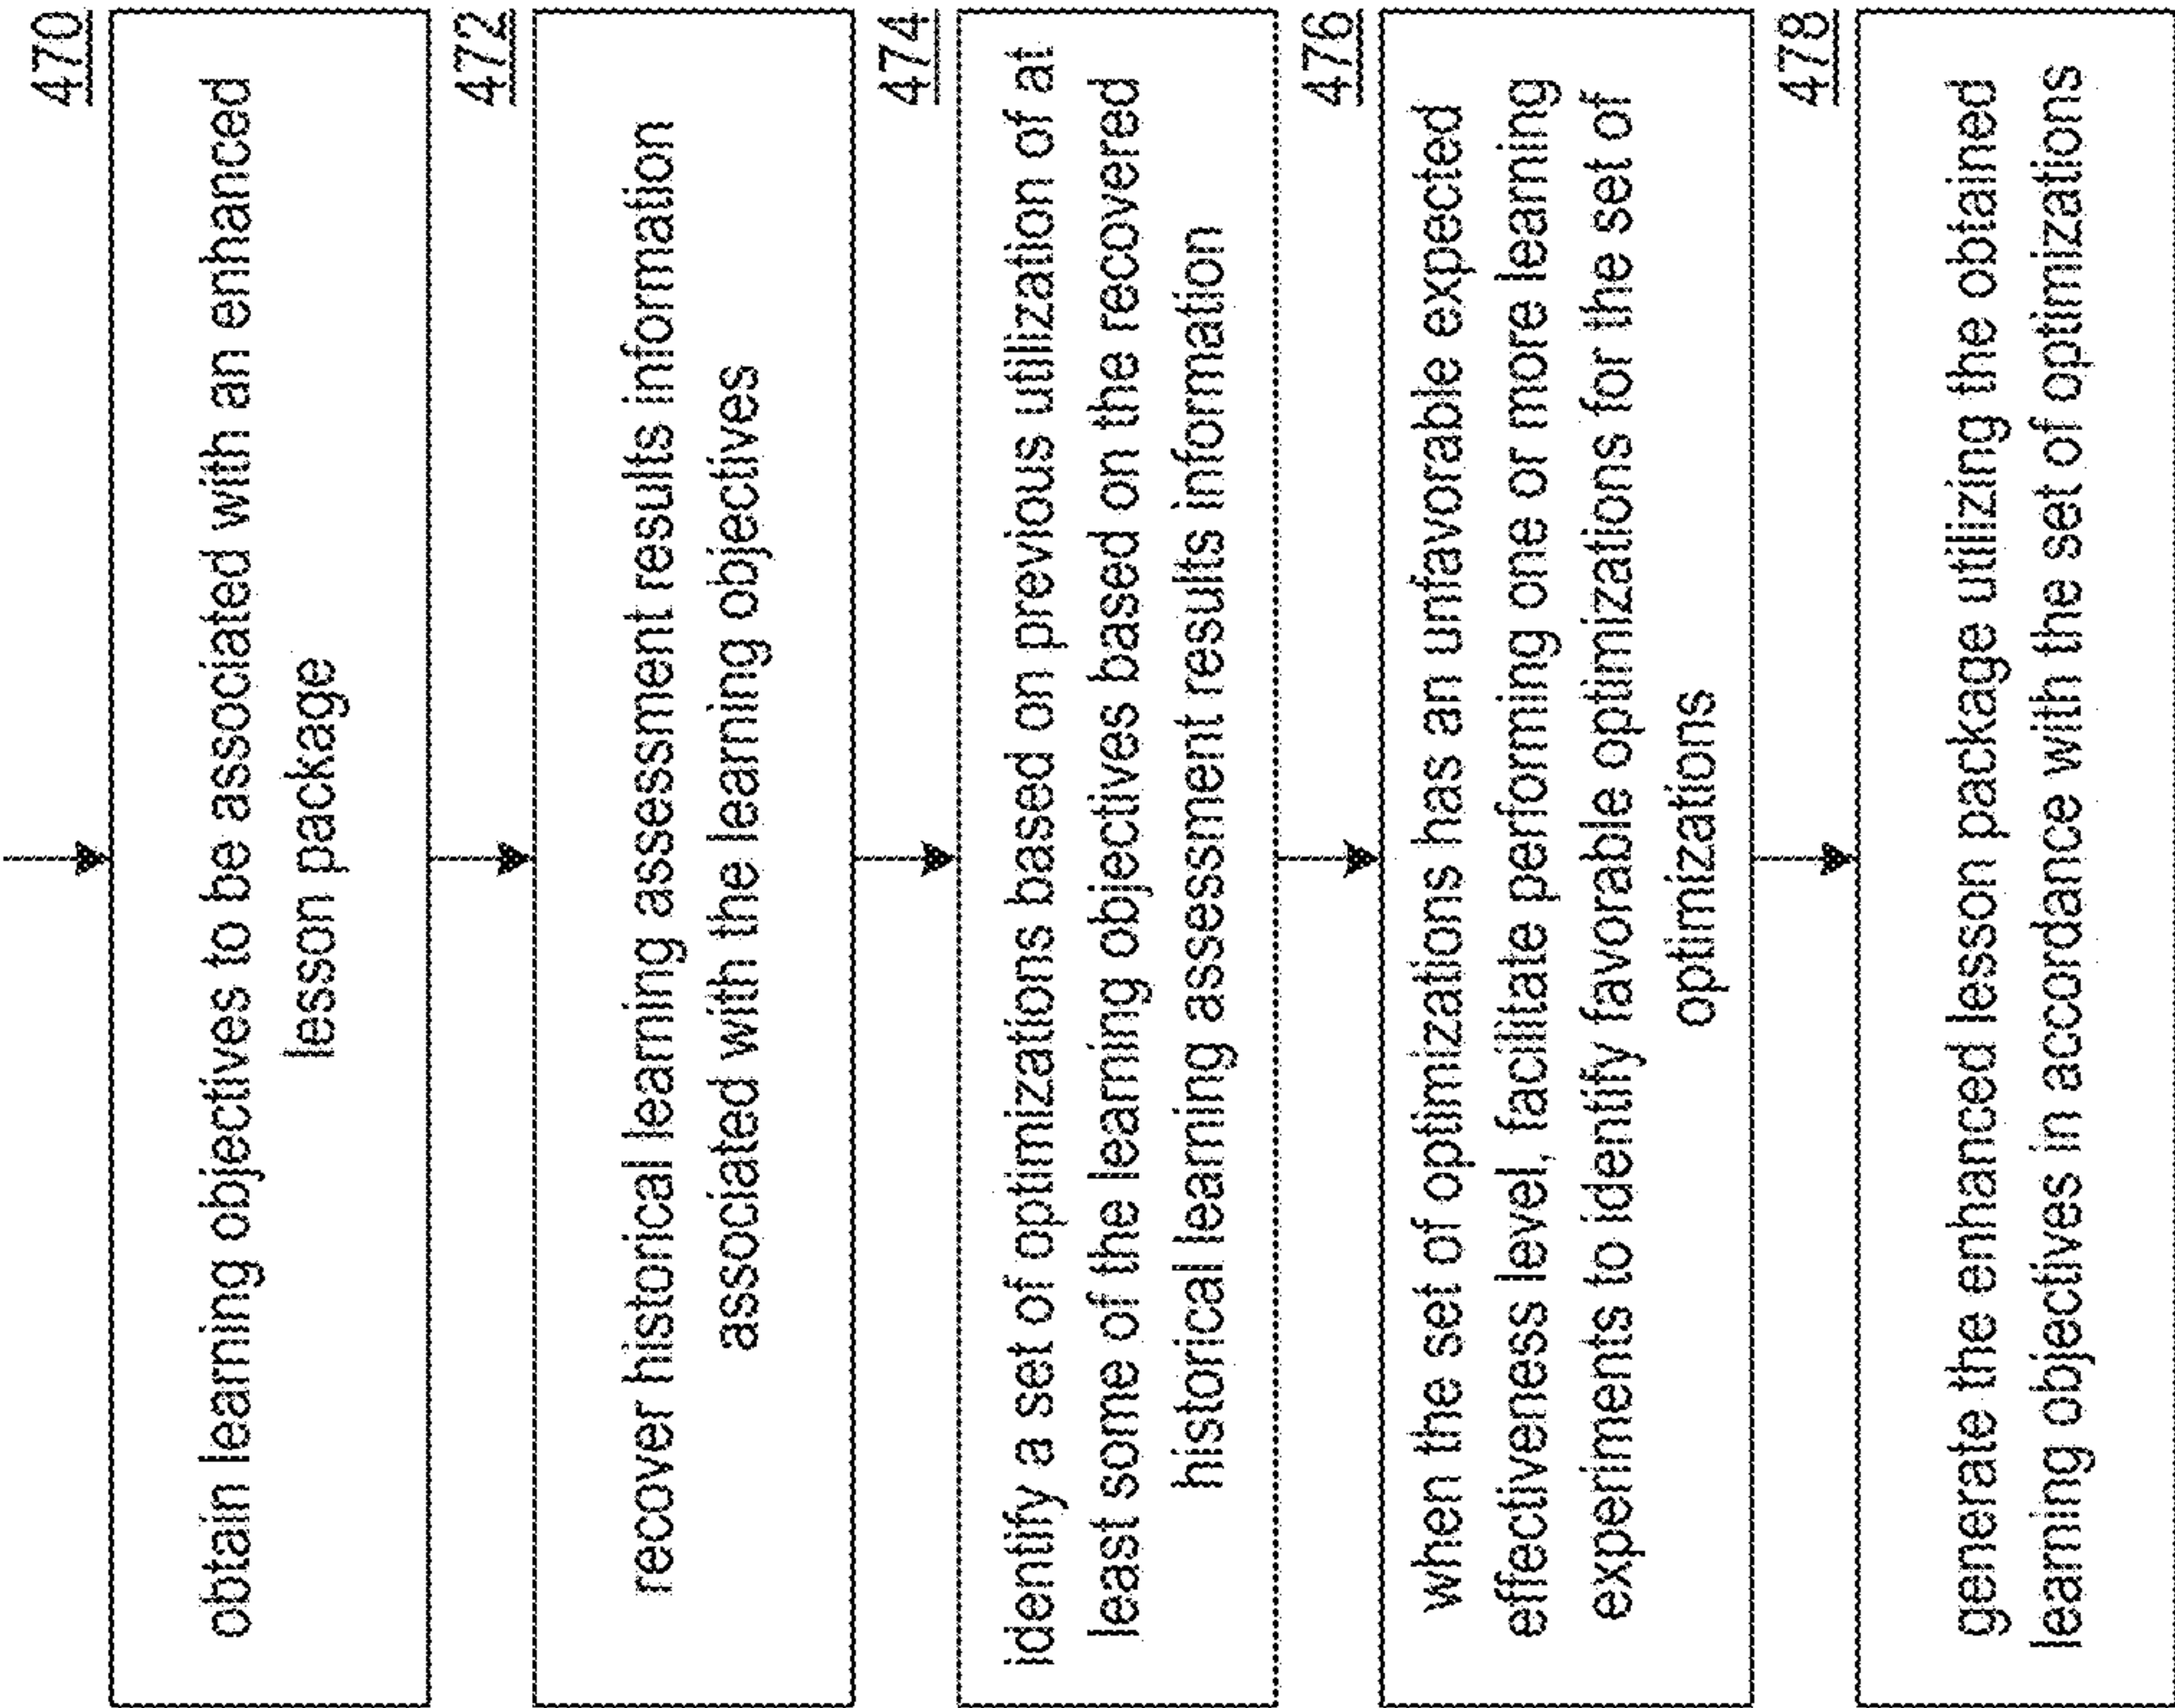 470
obtain learning objectives to be associated with an enhanced
lesson package
472
recover historical learning assessment results information
associated with the learning objectives
474
identify a set of optimizations based on previous utilization of at
least some of the learning objectives based on the recovered
historical learning assessment results information
476
when the set of optimizations has an unfavorable expected
effectiveness level, facilitate performing one or more learning
experiments to identify favorable optimizations for the set of
optimizations
478
generate the enhanced lesson package utilizing the obtained
learning objectives in accordance with the set of optimizations